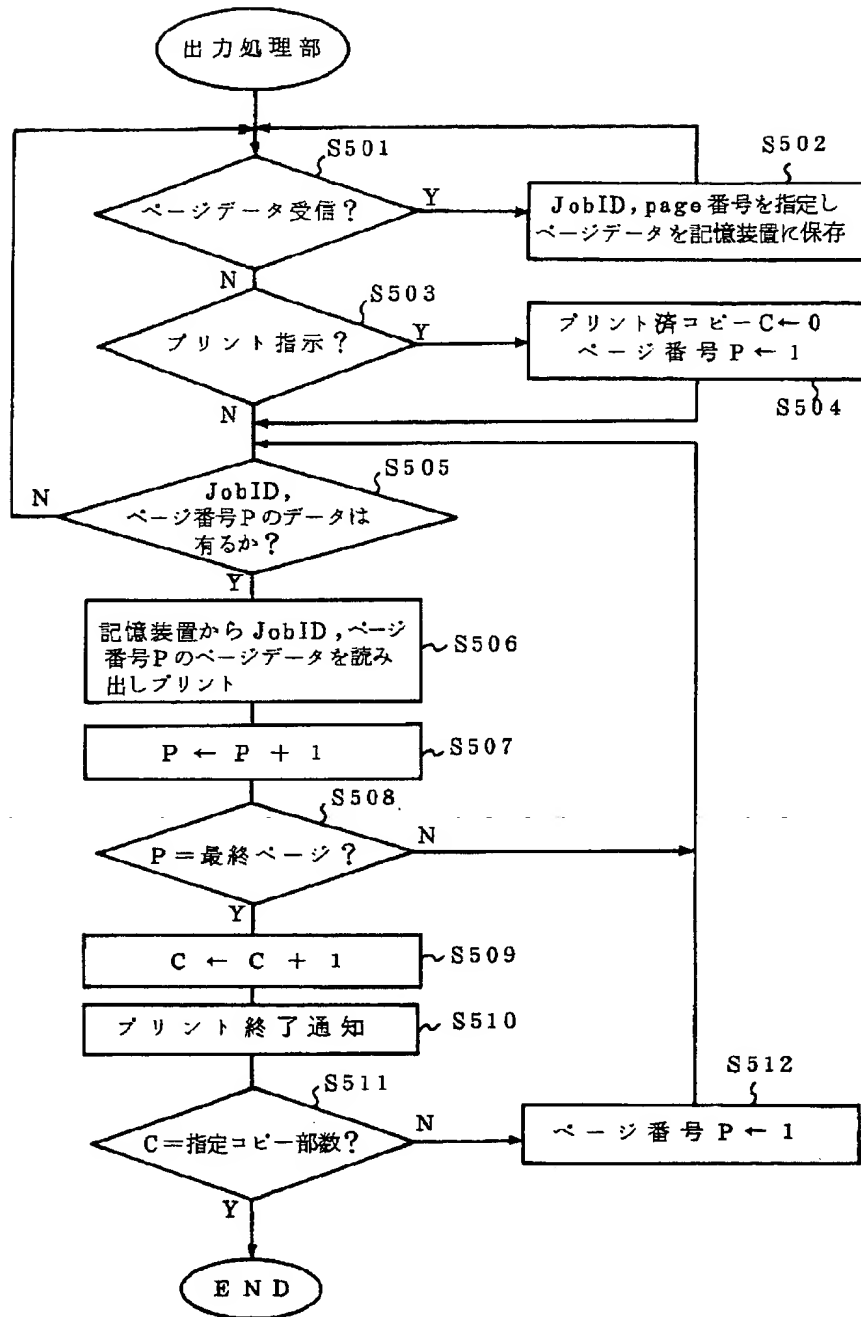 出力処理部
S501
ページデータ受信?
Y
N
S502
JobID,page番号を指定し
ページデータを記憶装置に保存
S503
プリント指示?
Y
N
プリント済コピーC←0
ページ番号P←1
S504
S505
JobID,
ページ番号Pのデータは
有るか?
N
Y
記憶装置からJobID,ページ
番号Pのページデータを読み
出しプリント
S506
P ← P + 1
S507
S508
P=最終ページ?
N
Y
C ← C + 1
S509
プリント終了通知
S510
S511
C=指定コピー部数?
N
Y
S512
ページ番号P←1
END